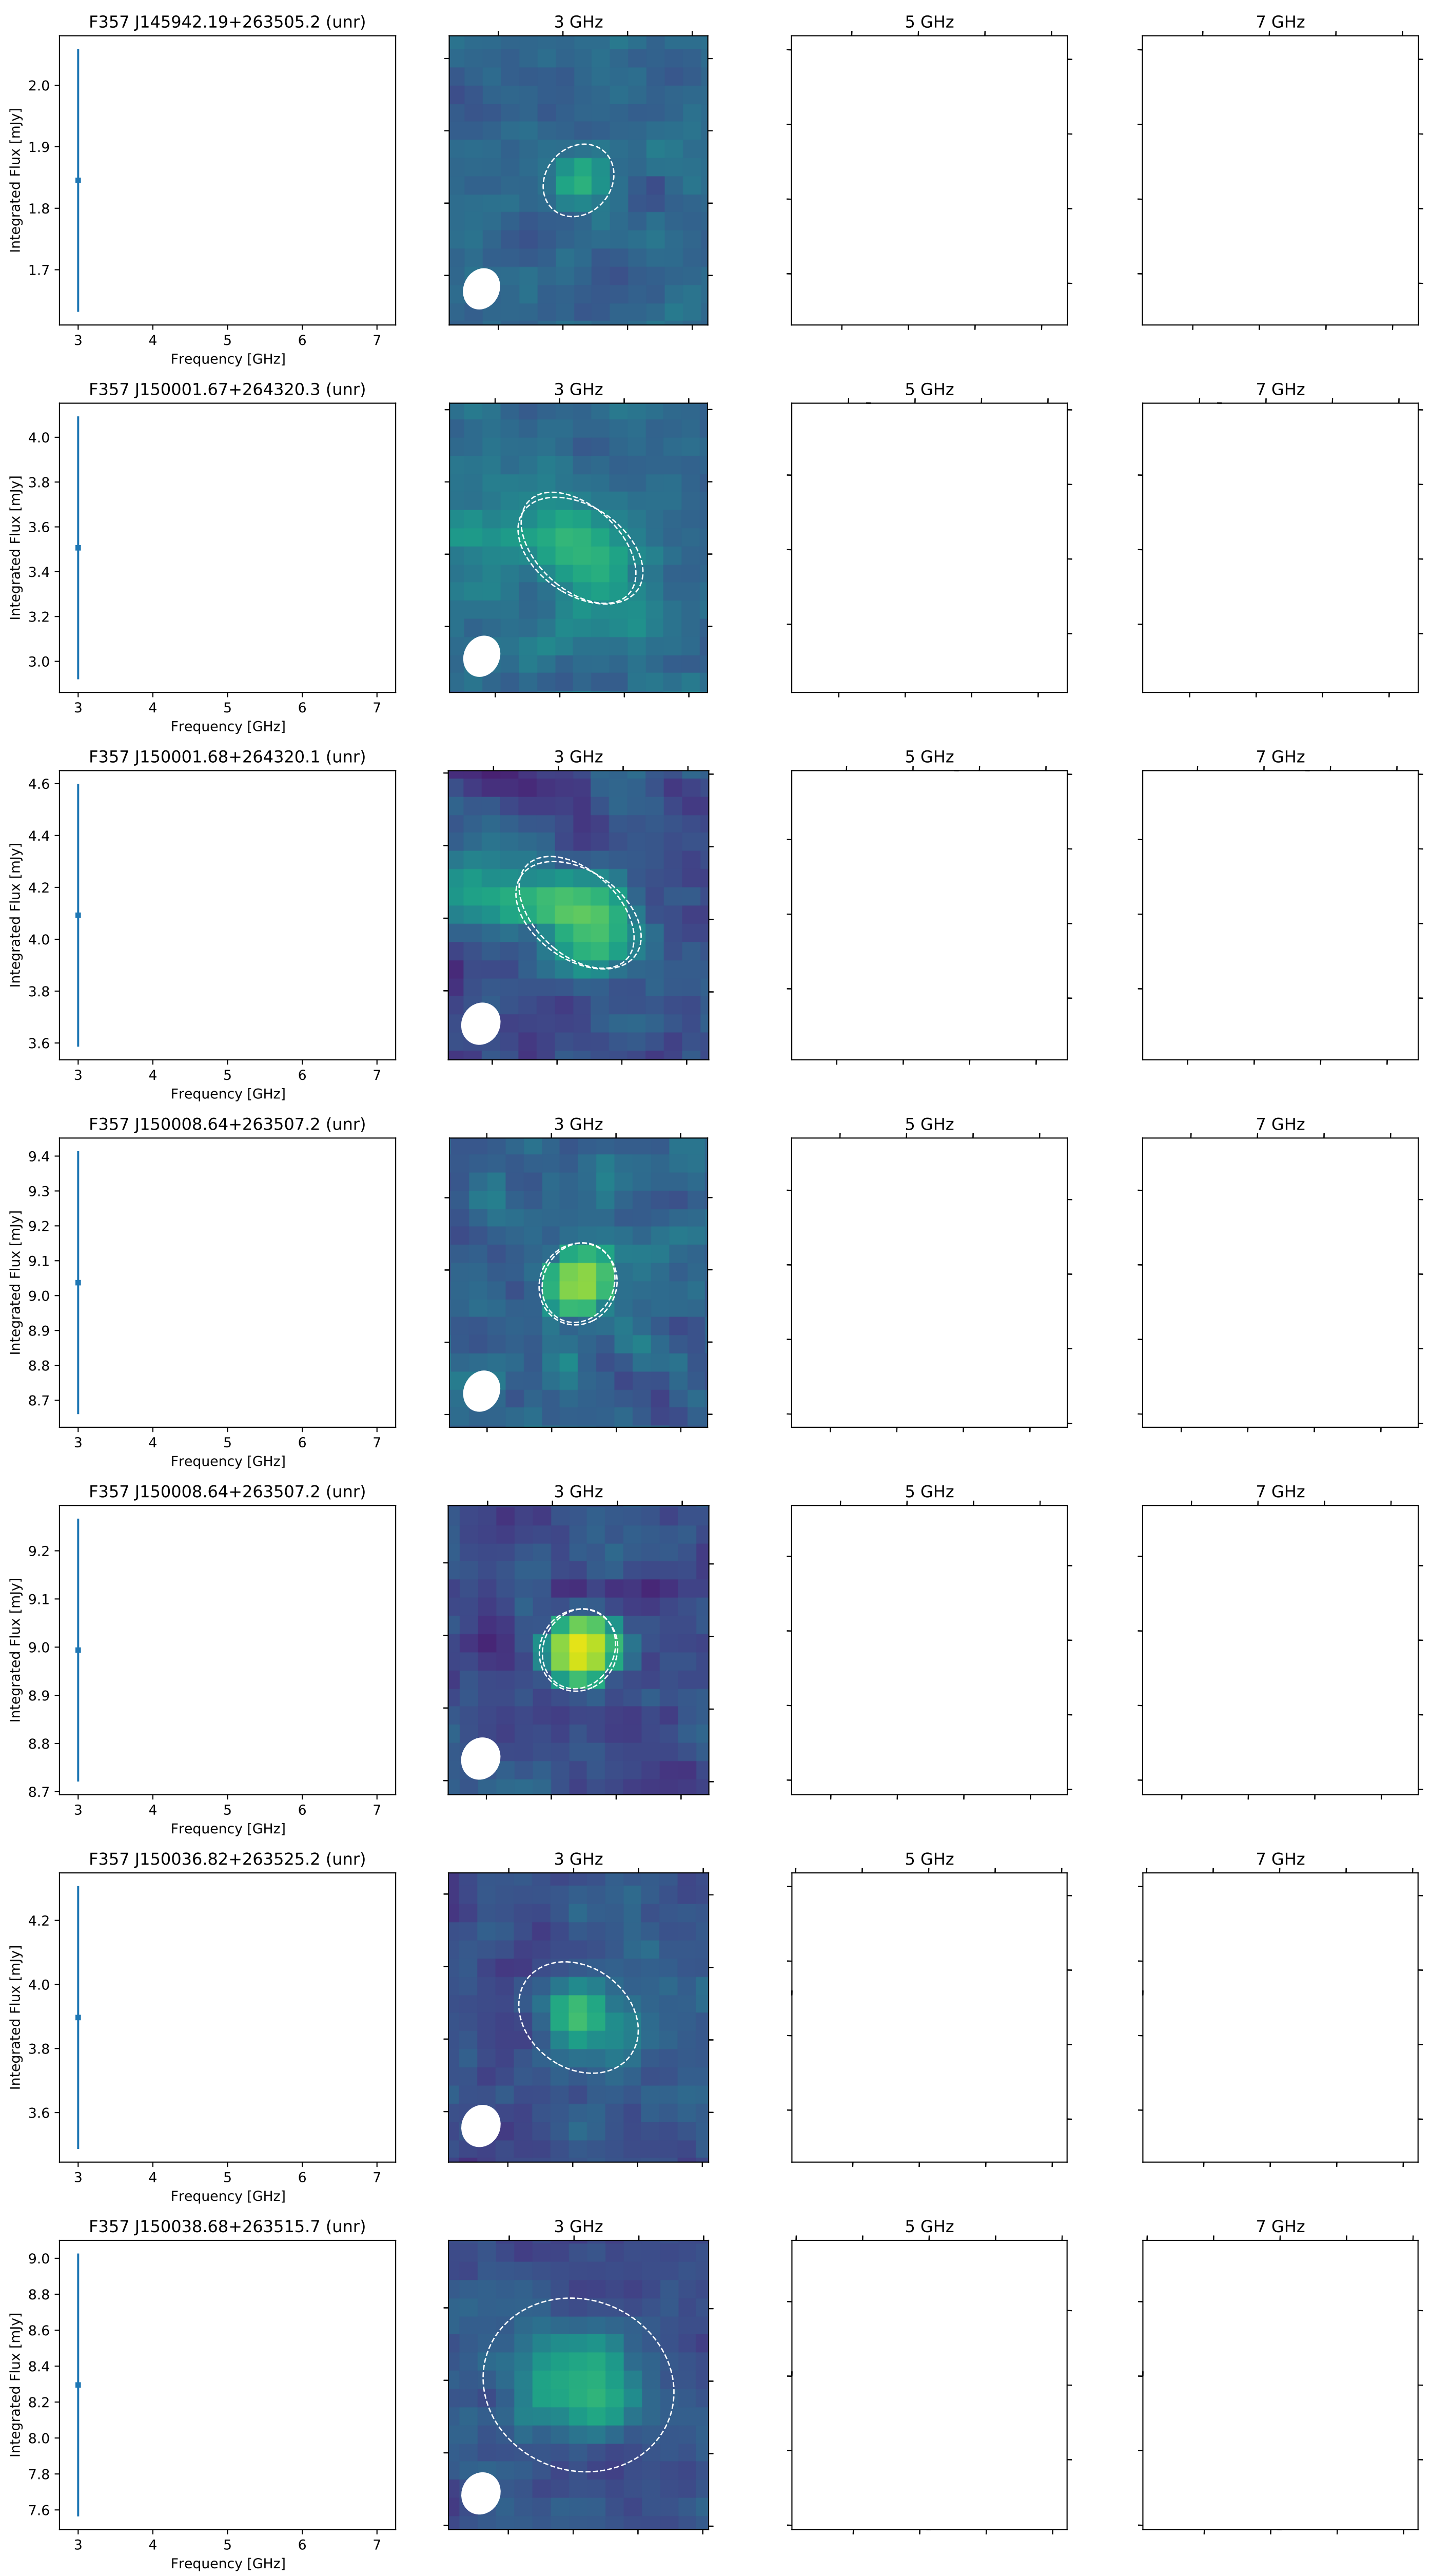 F357 J145942.19+263505.2 (unr)
3 GHz
5 GHz
7 GHz
2.0
1.9
1.8
1.7
Integrated Flux [mJy]
3 4 5 6 7
Frequency [GHz]
F357 J150001.67+264320.3 (unr)
3 GHz
5 GHz
7 GHz
4.0
3.8
3.6
3.4
3.2
3.0
Integrated Flux [mJy]
3 4 5 6 7
Frequency [GHz]
F357 J150001.68+264320.1 (unr)
3 GHz
5 GHz
7 GHz
4.6
4.4
4.2
4.0
3.8
3.6
Integrated Flux [mJy]
3 4 5 6 7
Frequency [GHz]
F357 J150008.64+263507.2 (unr)
3 GHz
5 GHz
7 GHz
9.4
9.3
9.2
9.1
9.0
8.9
8.8
8.7
Integrated Flux [mJy]
3 4 5 6 7
Frequency [GHz]
F357 J150008.64+263507.2 (unr)
3 GHz
5 GHz
7 GHz
9.2
9.1
9.0
8.9
8.8
8.7
Integrated Flux [mJy]
3 4 5 6 7
Frequency [GHz]
F357 J150036.82+263525.2 (unr)
3 GHz
5 GHz
7 GHz
4.2
4.0
3.8
3.6
Integrated Flux [mJy]
3 4 5 6 7
Frequency [GHz]
F357 J150038.68+263515.7 (unr)
3 GHz
5 GHz
7 GHz
9.0
8.8
8.6
8.4
8.2
8.0
7.8
7.6
Integrated Flux [mJy]
3 4 5 6 7
Frequency [GHz]